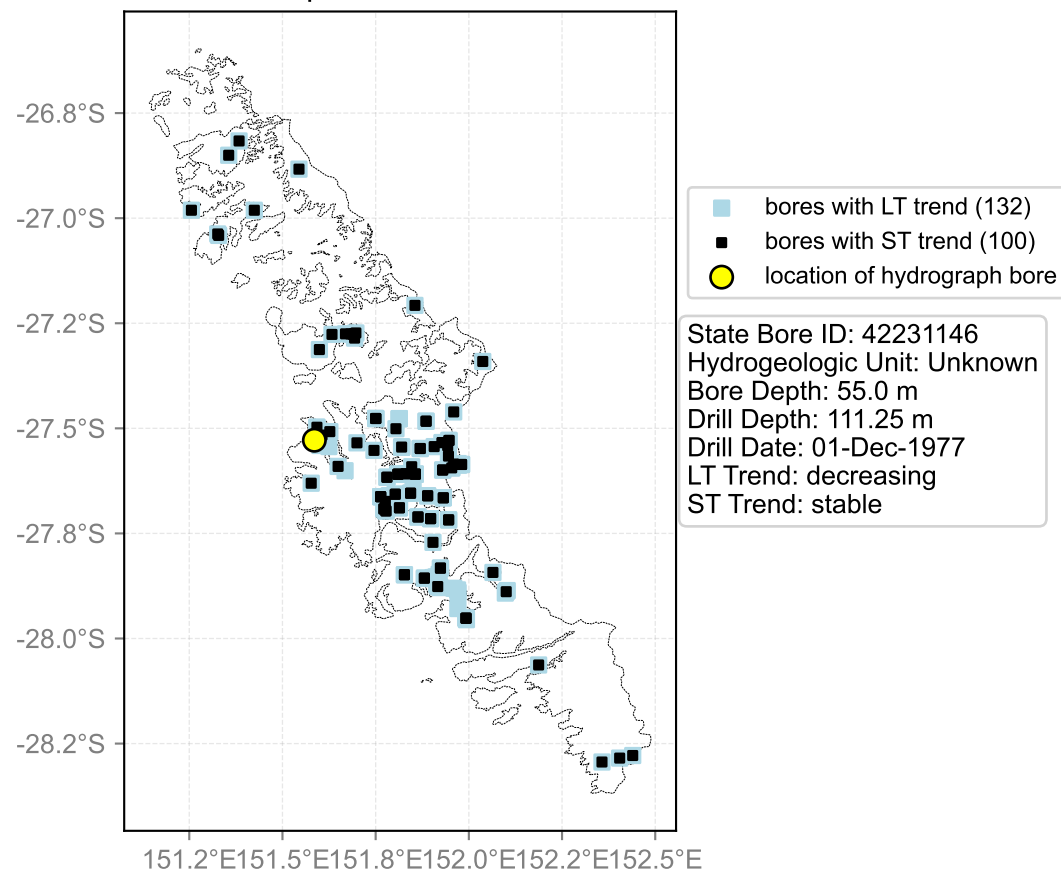 -26.8°S
-27.0°S
-27.2°S
-27.5°S
-27.8°S
-28.0°S
-28.2°S
151.2°E151.5°E151.8°E152.0°E152.2°E152.5°E
bores with LT trend (132)
bores with ST trend (100)
location of hydrograph bore
State Bore ID: 42231146
Hydrogeologic Unit: Unknown
Bore Depth: 55.0 m
Drill Depth: 111.25 m
Drill Date: 01-Dec-1977
LT Trend: decreasing
ST Trend: stable